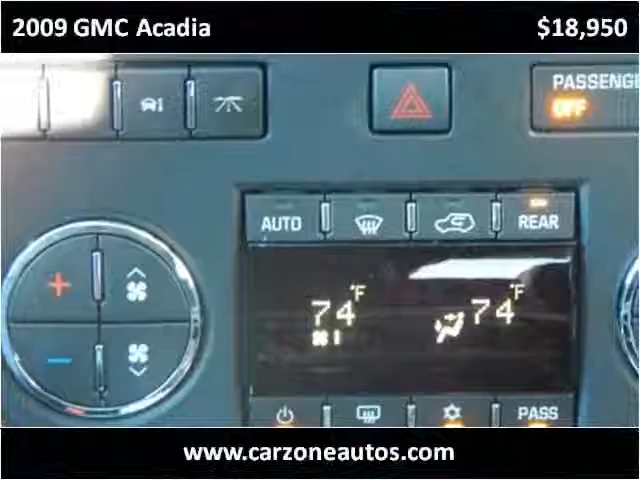 2009 GMC Acadia
$18,950
PASSENGE
OFF
AUTO
REAR
74°F
74°F
PASS
www.carzoneautos.com